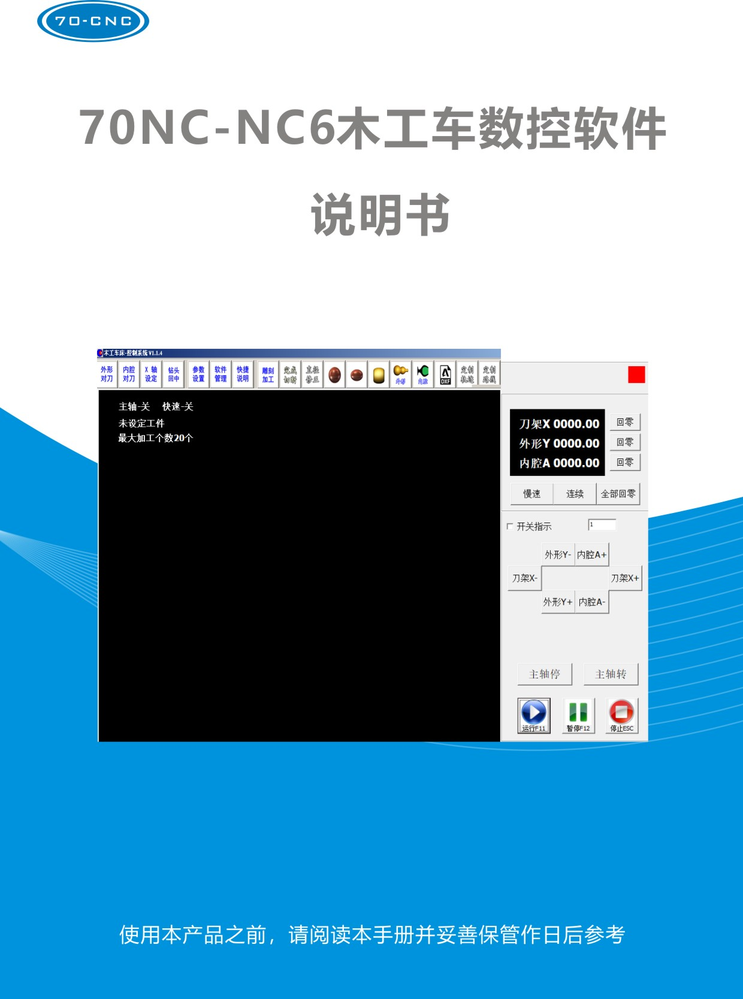 70-CNC
70NC-NC6木工车数控软件
说明书
木工车床-控制系统 V1.1.4
外形对刀 内腔对刀 X 轴设定 钻头回中 参数设置 软件管理 快捷说明 雕刻加工 完成切断 直径修正 外形 内腔 DXF 定制轨迹 定制路线
主轴-关 快速-关
未设定工件
最大加工个数20个
刀架X 0000.00 回零
外形Y 0000.00 回零
内腔A 0000.00 回零
慢速 连续 全部回零
开关指示 1
外形Y- 内腔A+
刀架X- 刀架X+
外形Y+ 内腔A-
主轴停 主轴转
运行F11 暂停F12 停止ESC
使用本产品之前，请阅读本手册并妥善保管作日后参考